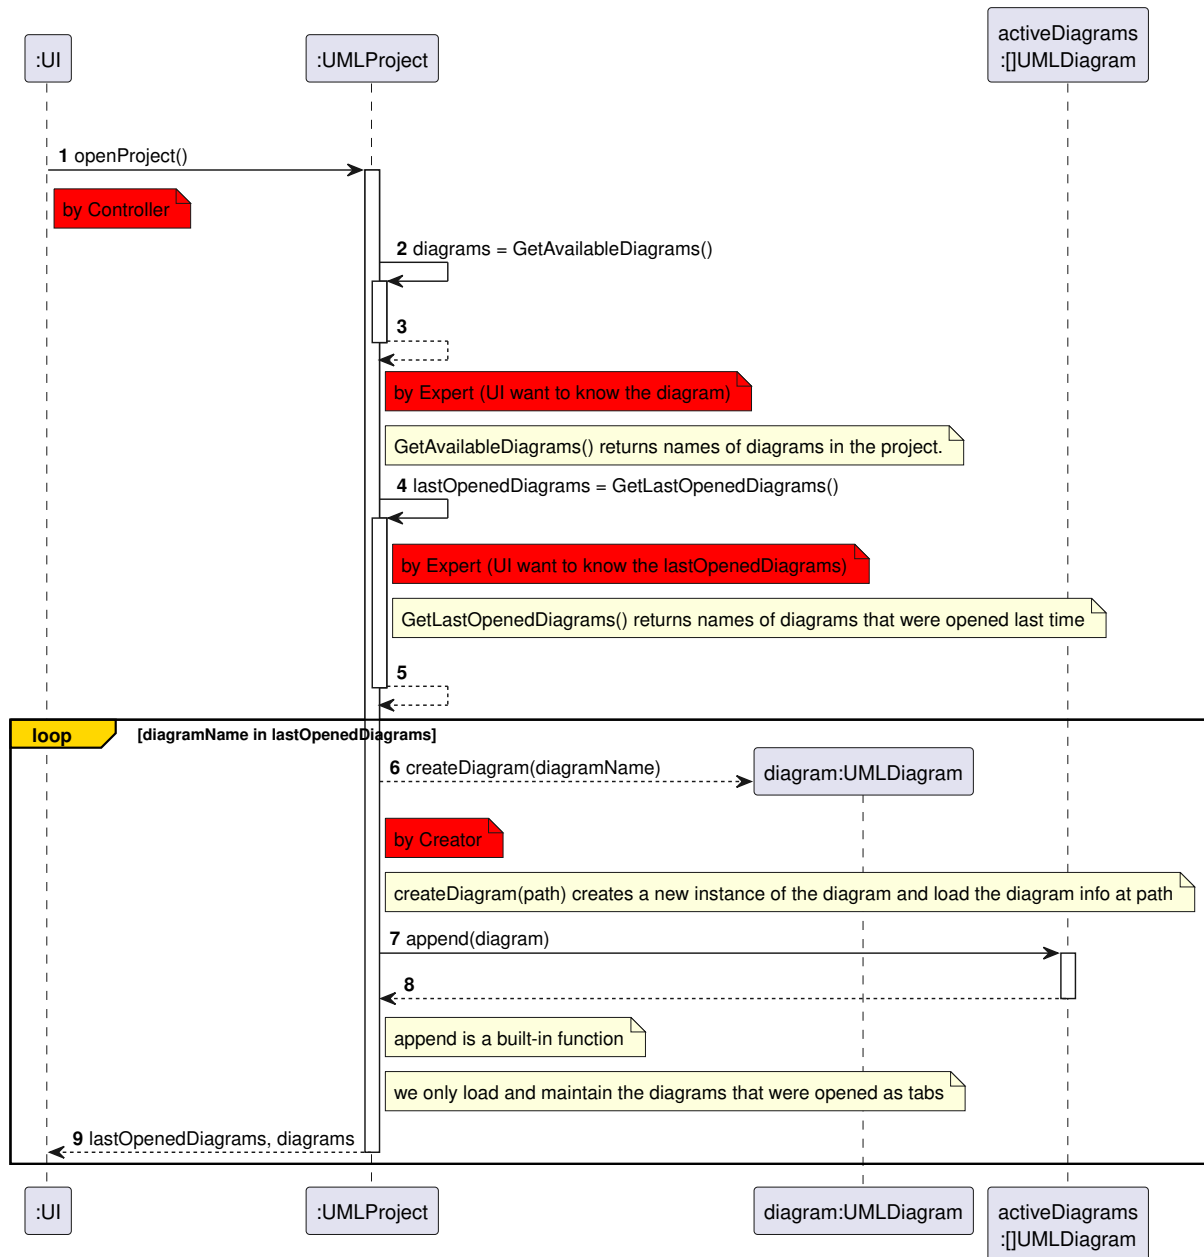 :UI
:UMLProject
activeDiagrams
:[]UMLDiagram
1 openProject()
by Controller
2 diagrams = GetAvailableDiagrams()
3
by Expert (UI want to know the diagram)
GetAvailableDiagrams() returns names of diagrams in the project.
4 lastOpenedDiagrams = GetLastOpenedDiagrams()
by Expert (UI want to know the lastOpenedDiagrams)
GetLastOpenedDiagrams() returns names of diagrams that were opened last time
5
loop [diagramName in lastOpenedDiagrams]
6 createDiagram(diagramName)
diagram:UMLDiagram
by Creator
createDiagram(path) creates a new instance of the diagram and load the diagram info at path
7 append(diagram)
8
append is a built-in function
we only load and maintain the diagrams that were opened as tabs
9 lastOpenedDiagrams, diagrams
:UI
:UMLProject
diagram:UMLDiagram
activeDiagrams
:[]UMLDiagram